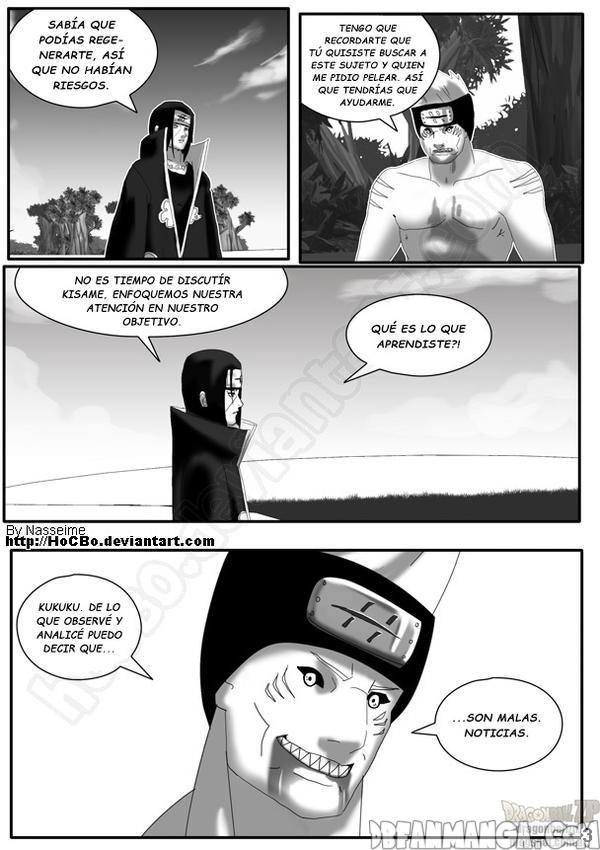 SABÍA QUE
PODÍAS REGE-
NERARTE, ASÍ
QUE NO HABÍAN
RIESGOS.
TENGO QUE
RECORDARTE QUE
TÚ QUISISTE BUSCAR A
ESTE SUJETO Y QUIEN
ME PIDIO PELEAR. ASÍ
QUE TENDRÍAS QUE
AYUDARME.
NO ES TIEMPO DE DISCUTÍR
KISAME, ENFOQUEMOS NUESTRA
ATENCIÓN EN NUESTRO
OBJETIVO.
QUÉ ES LO QUE
APRENDISTE?!
By Nasseime
http://HoCBo.deviantart.com
KUKUKU. DE LO
QUE OBSERVÉ Y
ANALICÉ PUEDO
DECIR QUE...
...SON MALAS.
NOTICIAS.
DBFANMANGA.COM